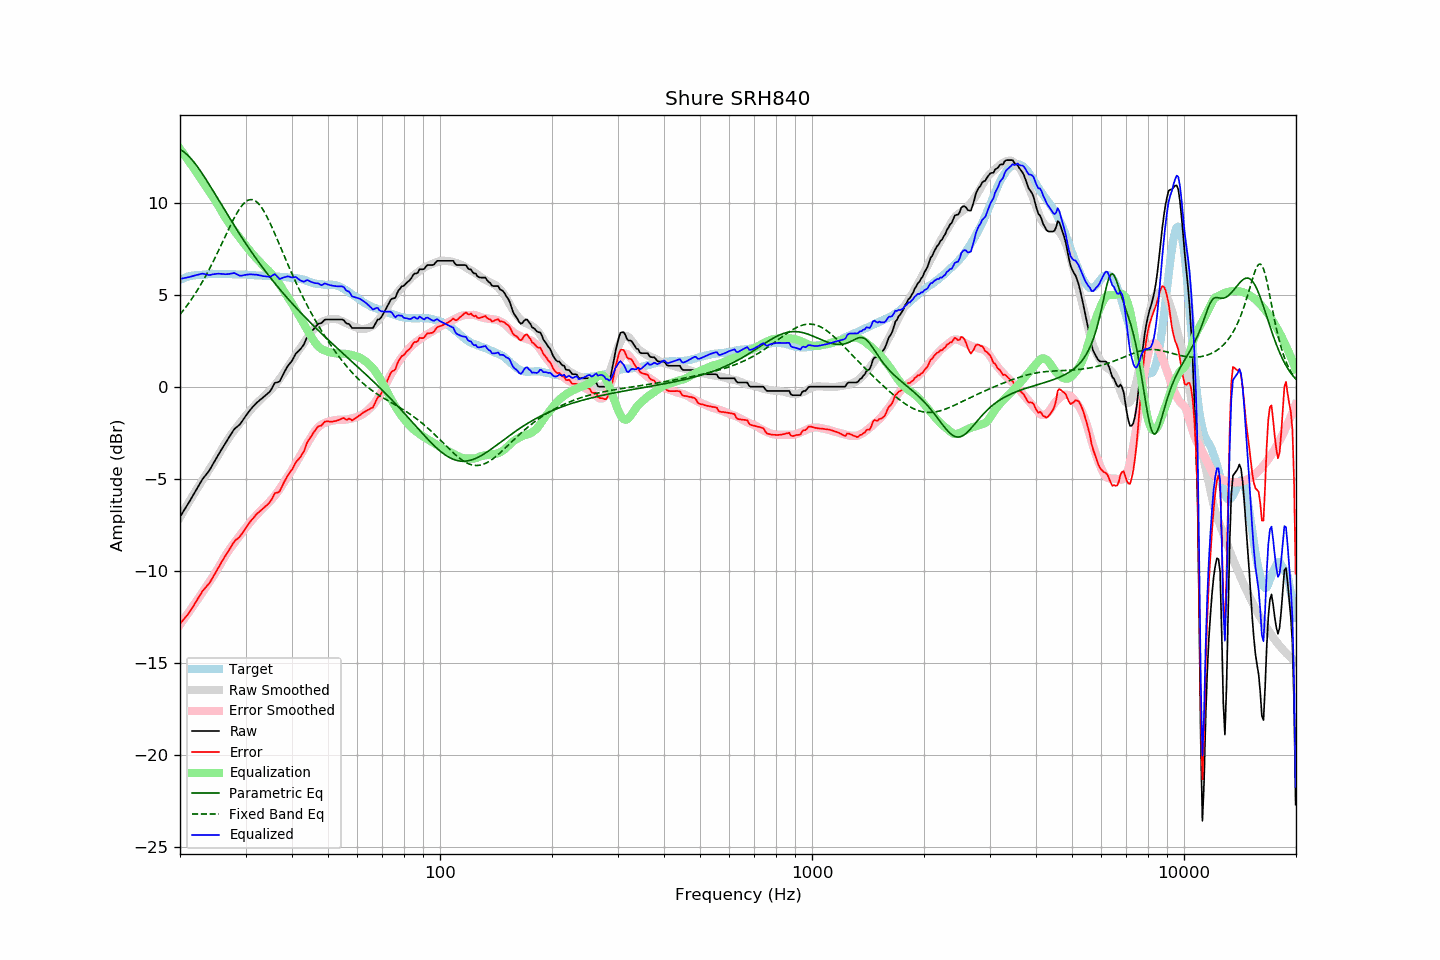 Shure SRH840
Amplitude (dBr)
10
5
0
−5
−10
−15
−20
−25
Target
Raw Smoothed
Error Smoothed
Raw
Error
Equalization
Parametric Eq
Fixed Band Eq
Equalized
100
1000
10000
Frequency (Hz)